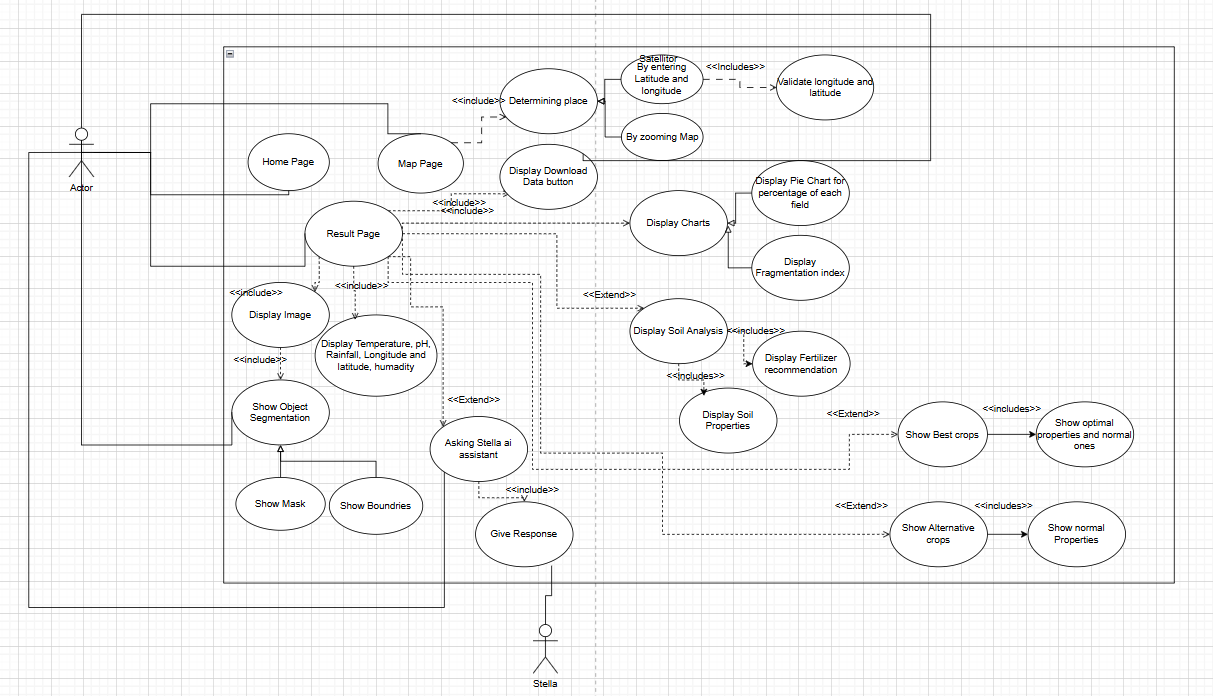 Satellitor
By entering
Latitude and
longitude
<<Includes>>
Validate longitude and
latitude
<<include>>
Determining place
By zooming Map
Actor
Home Page
Map Page
Display Download
Data button
<<include>>
<<include>>
Display Pie Chart for
percentage of each
field
Result Page
Display Charts
Display
Fragmentation index
<<include>>
<<include>>
<<Extend>>
Display Image
Display Soil Analysis
<<includes>>
Display Temperature, pH,
Rainfall, Longitude and
latitude, humadity
<<include>>
Display Fertilizer
recommendation
<<includes>>
<<Extend>>
Show Object
Segmentation
Display Soil
Properties
<<Extend>>
<<includes>>
Show Best crops
Show optimal
properties and normal
ones
Asking Stella ai
assistant
<<include>>
Show Mask
Show Boundries
Give Response
<<Extend>>
<<includes>>
Show Alternative
crops
Show normal
Properties
Stella